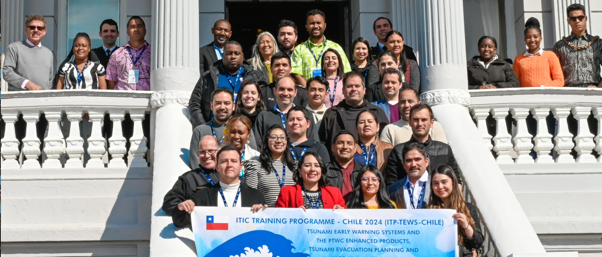 ITIC TRAINING PROGRAMME - CHILE 2024 (ITP-TEWS-CHILE)
TSUNAMI EARLY WARNING SYSTEMS AND
THE PTWC ENHANCED PRODUCTS,
TSUNAMI EVACUATION PLANNING AND